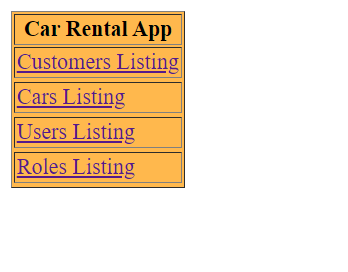 Car Rental App
Customers Listing
Cars Listing
Users Listing
Roles Listing